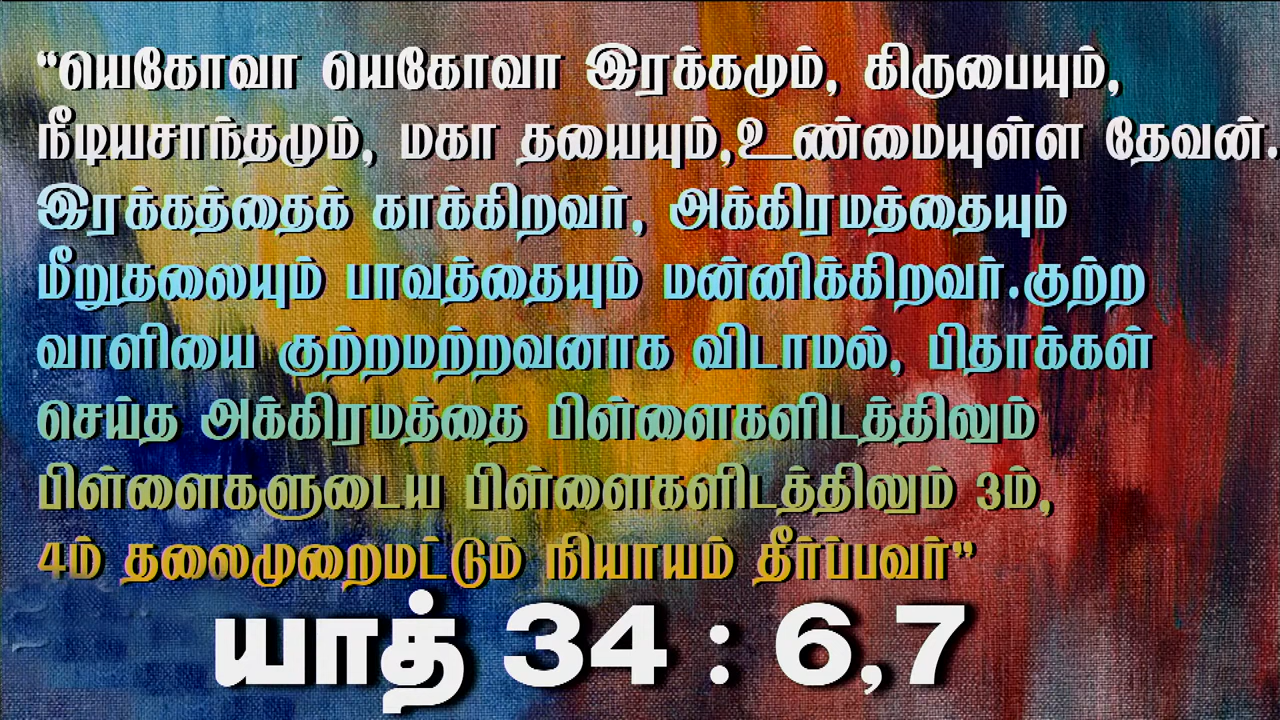 “யெகோவா யெகோவா இரக்கமும், கிருபையும்,
நீடியசாந்தமும், மகா தயையும்,உண்மையுள்ள தேவன்.
இரக்கத்தைக் காக்கிறவர், அக்கிரமத்தையும்
மீறுதலையும் பாவத்தையும் மன்னிக்கிறவர்.குற்ற
வாளியை குற்றமற்றவனாக விடாமல், பிதாக்கள்
செய்த அக்கிரமத்தை பிள்ளைகளிடத்திலும்
பிள்ளைகளுடைய பிள்ளைகளிடத்திலும் 3ம்,
4ம் தலைமுறைமட்டும் நியாயம் தீர்ப்பவர்”
யாத் 34 : 6,7